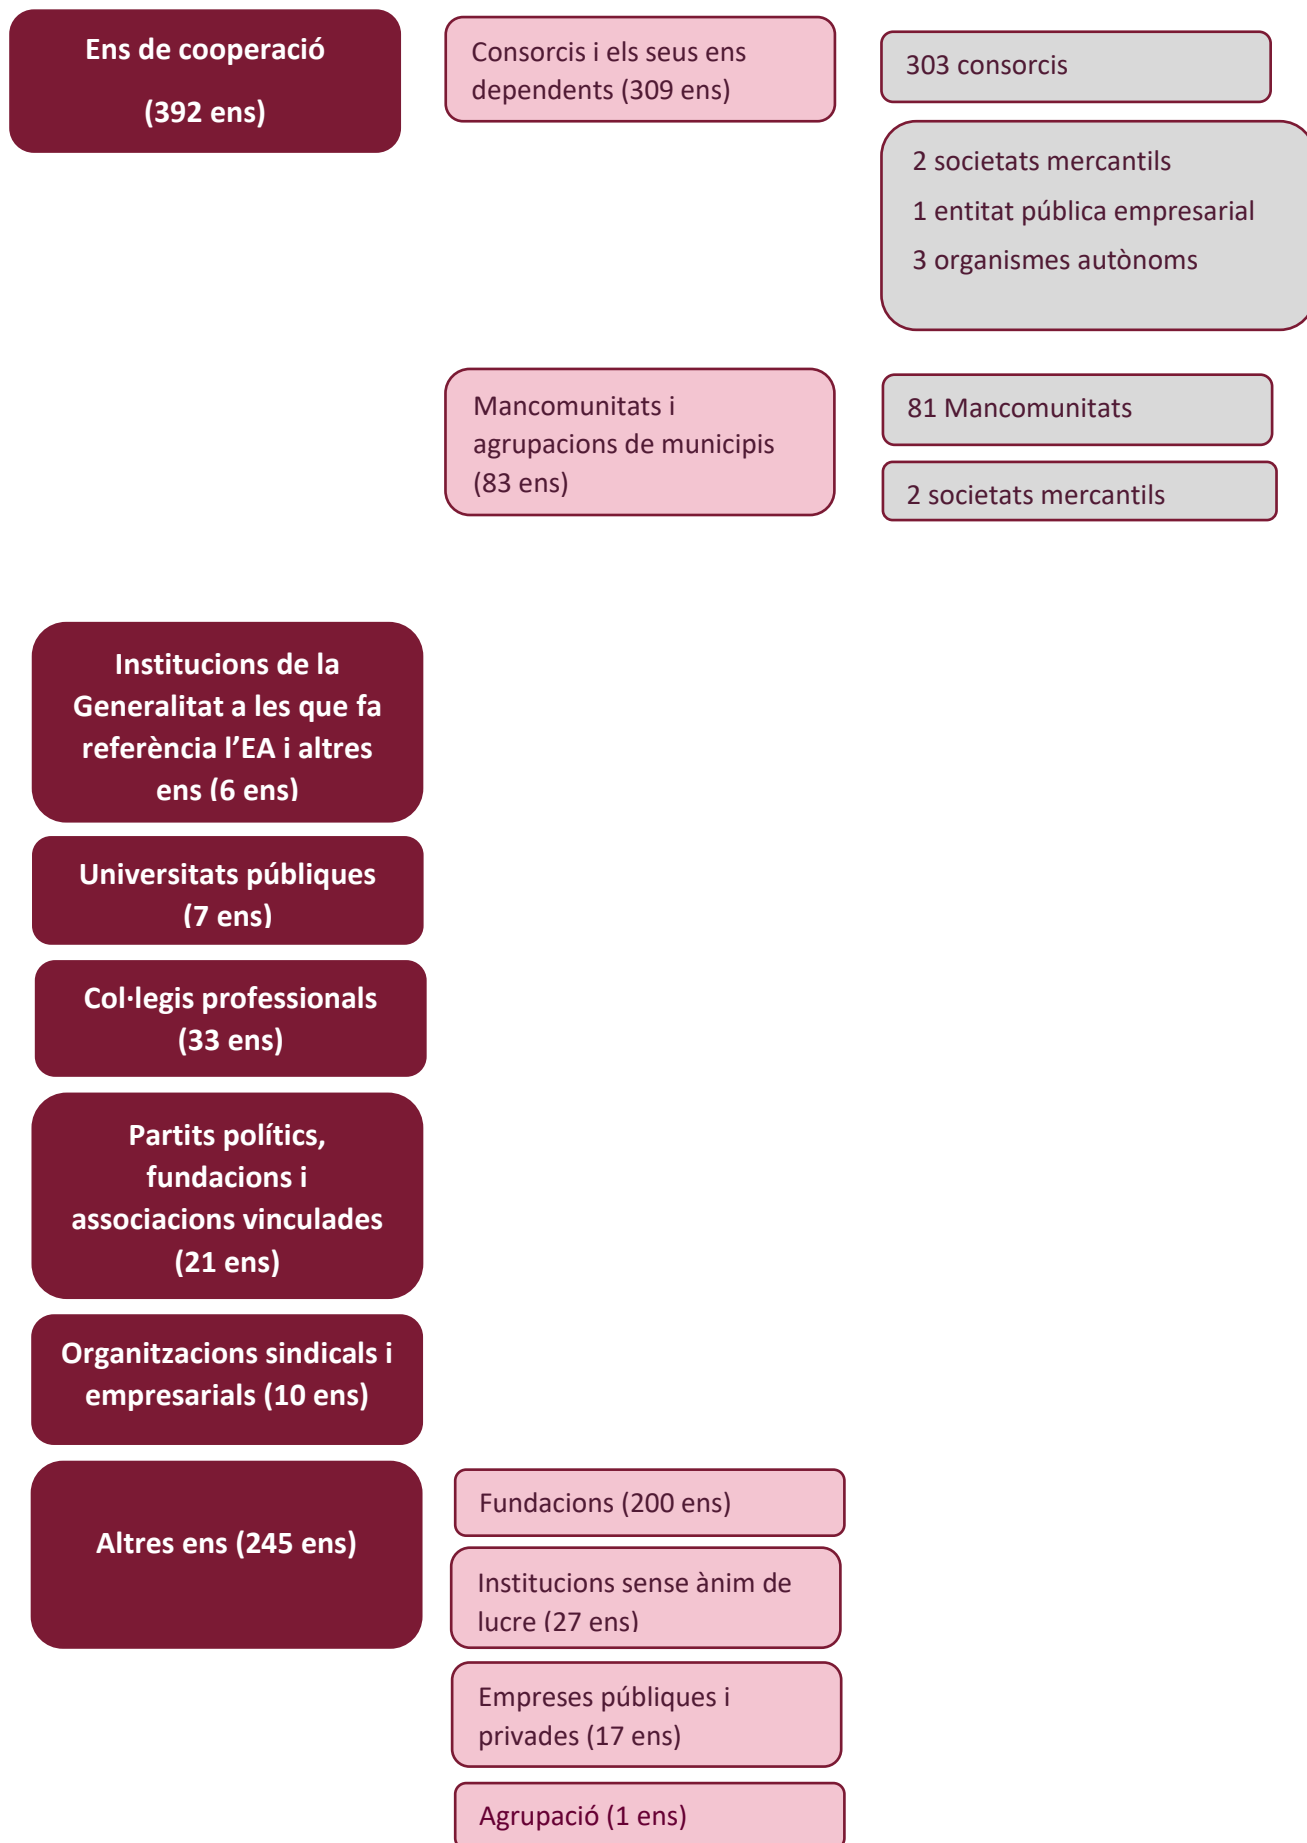 Ens de cooperació
(392 ens)
Consorcis i els seus ens
dependents (309 ens)
303 consorcis
2 societats mercantils
1 entitat pública empresarial
3 organismes autònoms
Mancomunitats i
agrupacions de municipis
(83 ens)
81 Mancomunitats
2 societats mercantils
Institucions de la
Generalitat a les que fa
referència l’EA i altres
ens (6 ens)
Universitats públiques
(7 ens)
Col·legis professionals
(33 ens)
Partits polítics,
fundacions i
associacions vinculades
(21 ens)
Organitzacions sindicals i
empresarials (10 ens)
Altres ens (245 ens)
Fundacions (200 ens)
Institucions sense ànim de
lucre (27 ens)
Empreses públiques i
privades (17 ens)
Agrupació (1 ens)